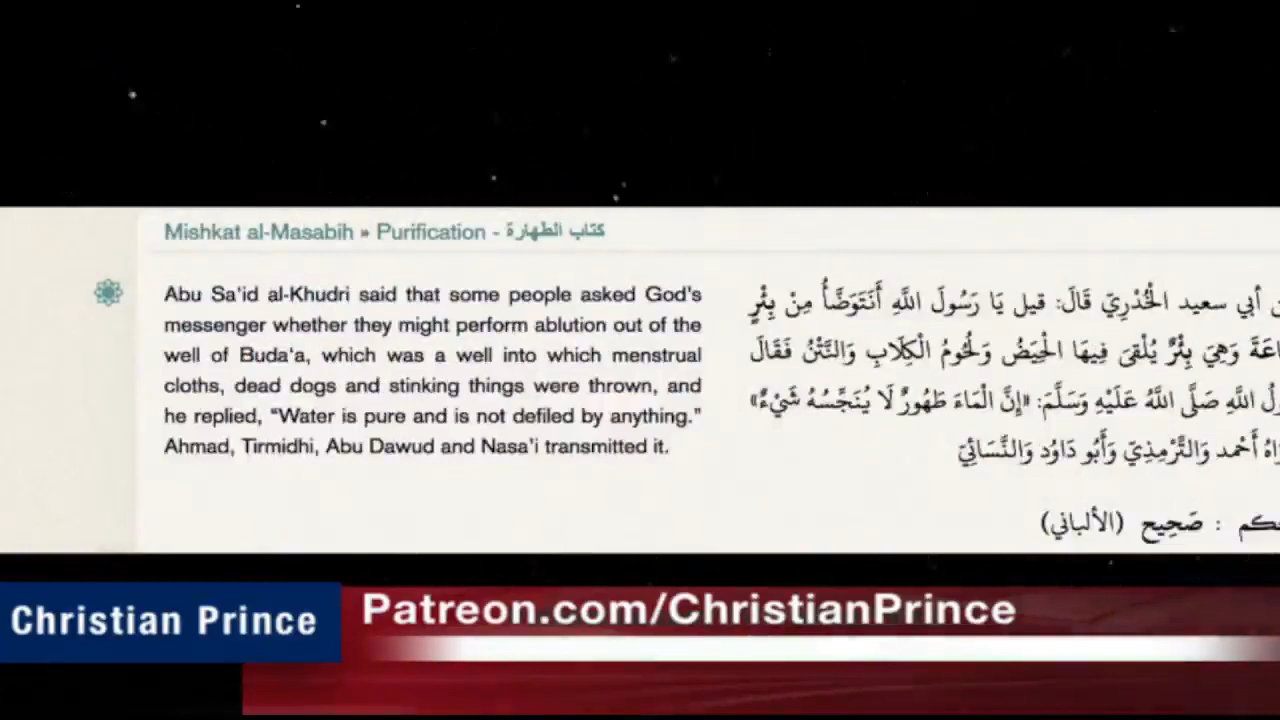 Mishkat al-Masabih » Purification - كتاب الطهارة
Abu Sa'id al-Khudri said that some people asked God's
messenger whether they might perform ablution out of the
well of Buda'a, which was a well into which menstrual
cloths, dead dogs and stinking things were thrown, and
he replied, “Water is pure and is not defiled by anything.”
Ahmad, Tirmidhi, Abu Dawud and Nasa'i transmitted it.
أبي سعيد الْخُدْرِيِّ قَالَ: قيل يَا رَسُولَ اللَّهِ أَنَتَوَضَّأُ مِنْ بِئْرِ
وَهِيَ بِئْرٌ يُلْقَى فِيهَا الْحِيَضُ وَلُحُومُ الْكِلَابِ وَالنَّتْنُ فَقَالَ
اللَّهِ صَلَّى اللَّهُ عَلَيْهِ وَسَلَّمَ: «إِنَّ الْمَاءَ طَهُورٌ لَا يُنَجِّسُهُ شَيْءٌ»
أَحْمد وَالتِّرْمِذِيّ وَأَبُو دَاوُد وَالنَّسَائِيّ
: صَحِيح (الألباني)
Christian Prince
Patreon.com/ChristianPrince